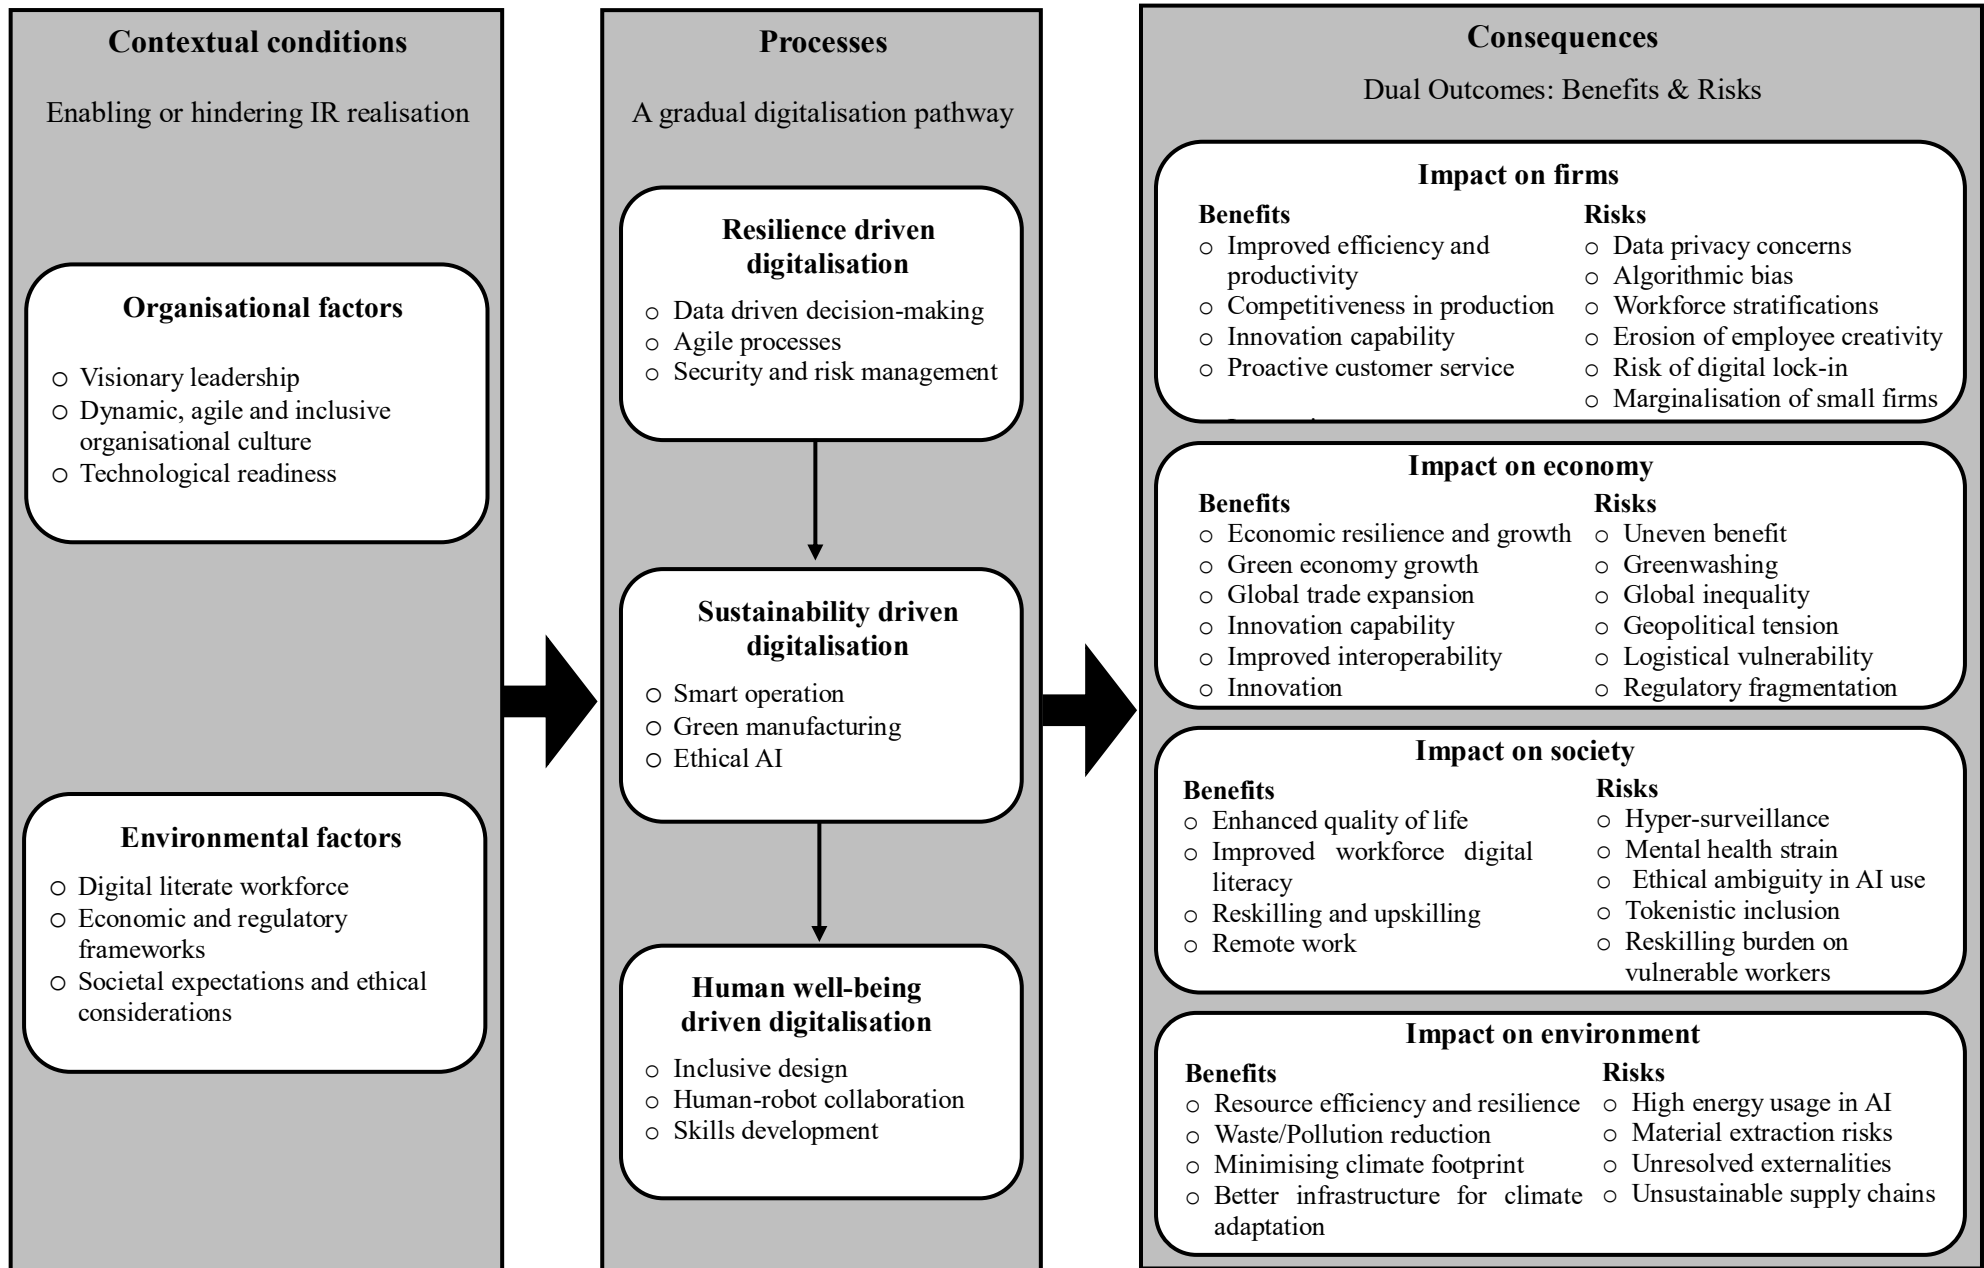 Contextual conditions
Enabling or hindering IR realisation
Organisational factors
○ Visionary leadership
○ Dynamic, agile and inclusive
organisational culture
○ Technological readiness
Environmental factors
○ Digital literate workforce
○ Economic and regulatory
frameworks
○ Societal expectations and ethical
considerations
Processes
A gradual digitalisation pathway
Resilience driven
digitalisation
○ Data driven decision-making
○ Agile processes
○ Security and risk management
Sustainability driven
digitalisation
○ Smart operation
○ Green manufacturing
○ Ethical AI
Human well-being
driven digitalisation
○ Inclusive design
○ Human-robot collaboration
○ Skills development
Consequences
Dual Outcomes: Benefits & Risks
Impact on firms
Benefits
○ Improved efficiency and
productivity
○ Competitiveness in production
○ Innovation capability
○ Proactive customer service
Risks
○ Data privacy concerns
○ Algorithmic bias
○ Workforce stratifications
○ Erosion of employee creativity
○ Risk of digital lock-in
○ Marginalisation of small firms
Impact on economy
Benefits
○ Economic resilience and growth
○ Green economy growth
○ Global trade expansion
○ Innovation capability
○ Improved interoperability
○ Innovation
Risks
○ Uneven benefit
○ Greenwashing
○ Global inequality
○ Geopolitical tension
○ Logistical vulnerability
○ Regulatory fragmentation
Impact on society
Benefits
○ Enhanced quality of life
○ Improved workforce digital
literacy
○ Reskilling and upskilling
○ Remote work
Risks
○ Hyper-surveillance
○ Mental health strain
○ Ethical ambiguity in AI use
○ Tokenistic inclusion
○ Reskilling burden on
vulnerable workers
Impact on environment
Benefits
○ Resource efficiency and resilience
○ Waste/Pollution reduction
○ Minimising climate footprint
○ Better infrastructure for climate
adaptation
Risks
○ High energy usage in AI
○ Material extraction risks
○ Unresolved externalities
○ Unsustainable supply chains